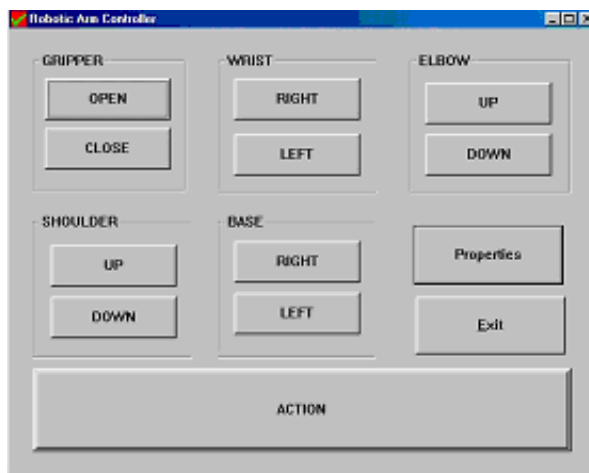 Robotic Arm Controller
GRIPPER
OPEN
CLOSE
WRIST
RIGHT
LEFT
ELBOW
UP
DOWN
SHOULDER
UP
DOWN
BASE
RIGHT
LEFT
Properties
Exit
ACTION